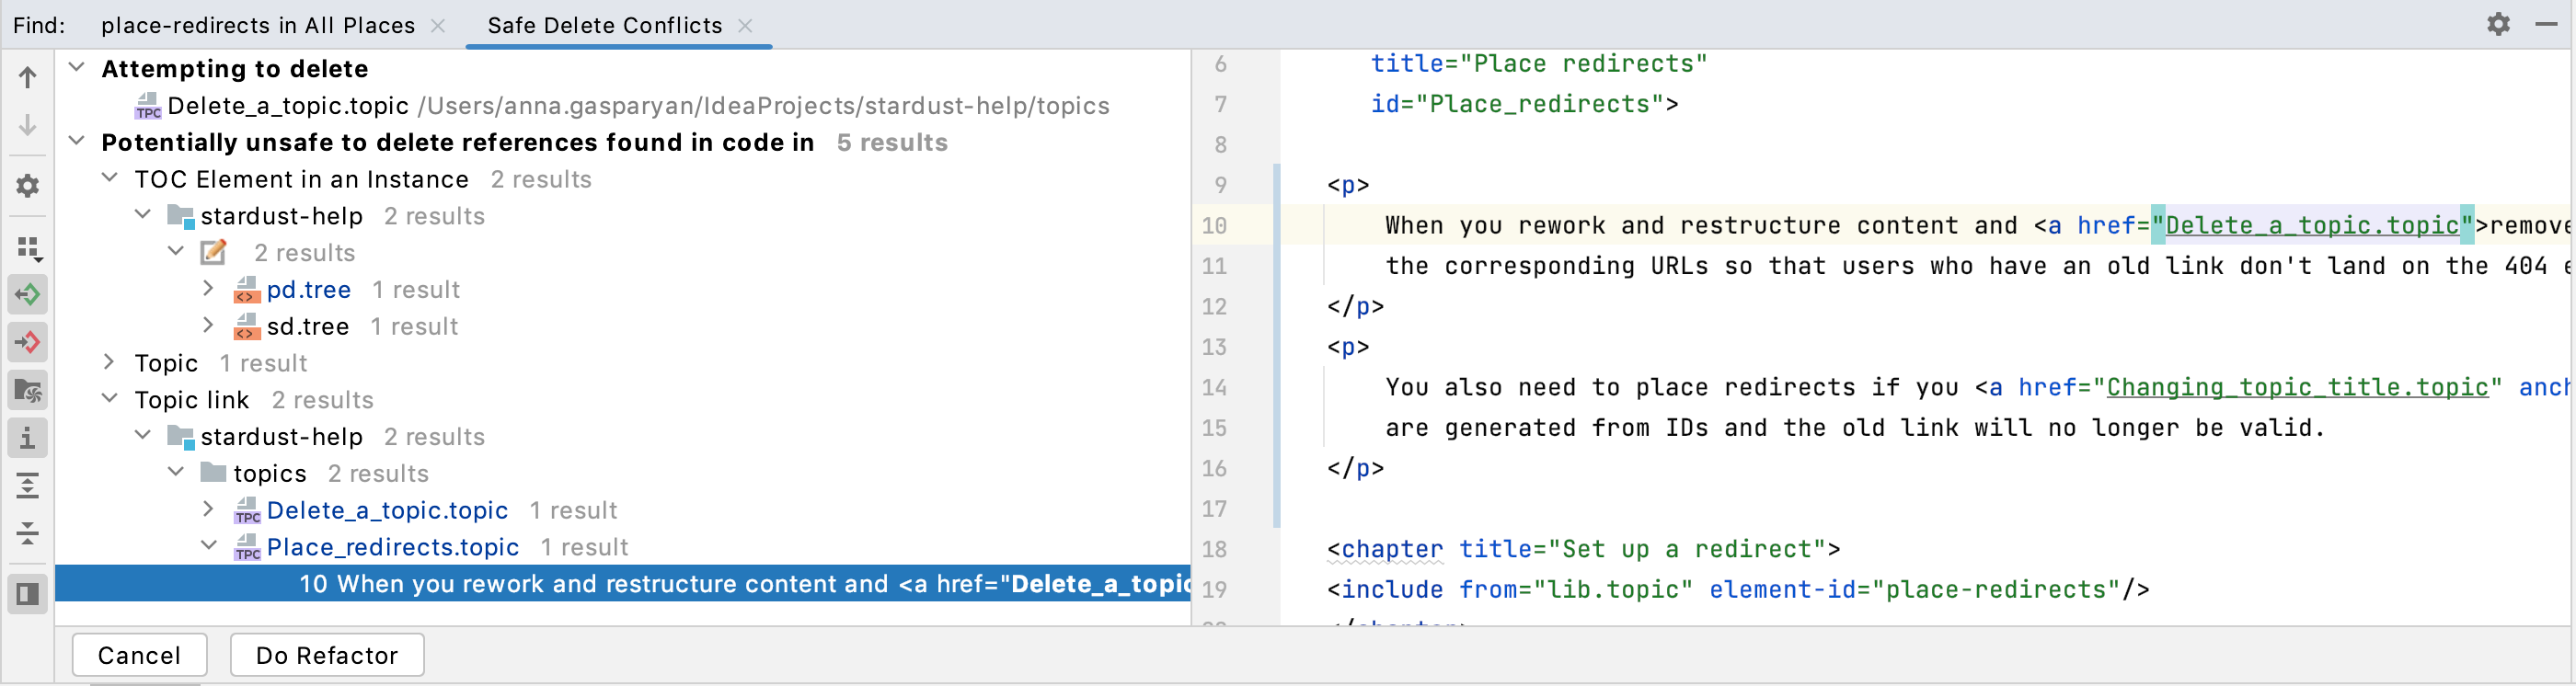 Find: place-redirects in All Places Safe Delete Conflicts
Attempting to delete
TPC Delete_a_topic.topic /Users/anna.gasparyan/IdeaProjects/stardust-help/topics
Potentially unsafe to delete references found in code in 5 results
TOC Element in an Instance 2 results
stardust-help 2 results
2 results
<> pd.tree 1 result
<> sd.tree 1 result
Topic 1 result
Topic link 2 results
stardust-help 2 results
topics 2 results
TPC Delete_a_topic.topic 1 result
TPC Place_redirects.topic 1 result
10 When you rework and restructure content and <a href="Delete_a_topic
Cancel Do Refactor
6 title="Place redirects"
7 id="Place_redirects">
8
9 <p>
10 When you rework and restructure content and <a href="Delete_a_topic.topic">remove
11 the corresponding URLs so that users who have an old link don't land on the 404 e
12 </p>
13 <p>
14 You also need to place redirects if you <a href="Changing_topic_title.topic" anch
15 are generated from IDs and the old link will no longer be valid.
16 </p>
17
18 <chapter title="Set up a redirect">
19 <include from="lib.topic" element-id="place-redirects"/>